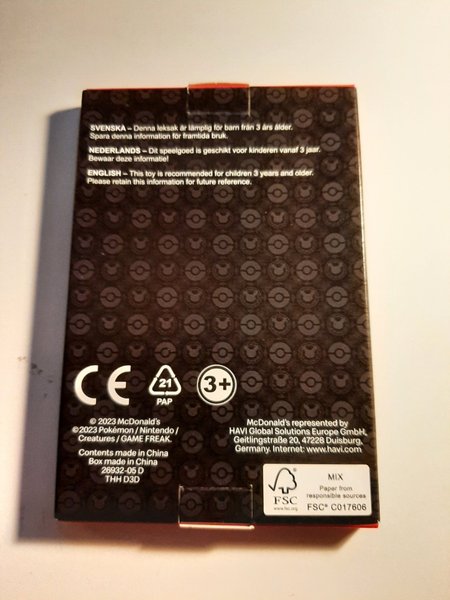 SVENSKA – Denna leksak är lämplig för barn från 3 års ålder.
Spara denna information för framtida bruk.
NEDERLANDS – Dit speelgoed is geschikt voor kinderen vanaf 3 jaar.
Bewaar deze informatie!
ENGLISH – This toy is recommended for children 3 years and older.
Please retain this information for future reference.
CE
21
PAP
3+
© 2023 McDonald's
©2023 Pokémon / Nintendo /
Creatures / GAME FREAK.
Contents made in China
Box made in China
26932-05 D
THH D3D
McDonald's represented by
HAVI Global Solutions Europe GmbH,
Geitlingstraße 20, 47228 Duisburg,
Germany. Internet: www.havi.com
FSC
www.fsc.org
MIX
Paper from
responsible sources
FSC® C017606